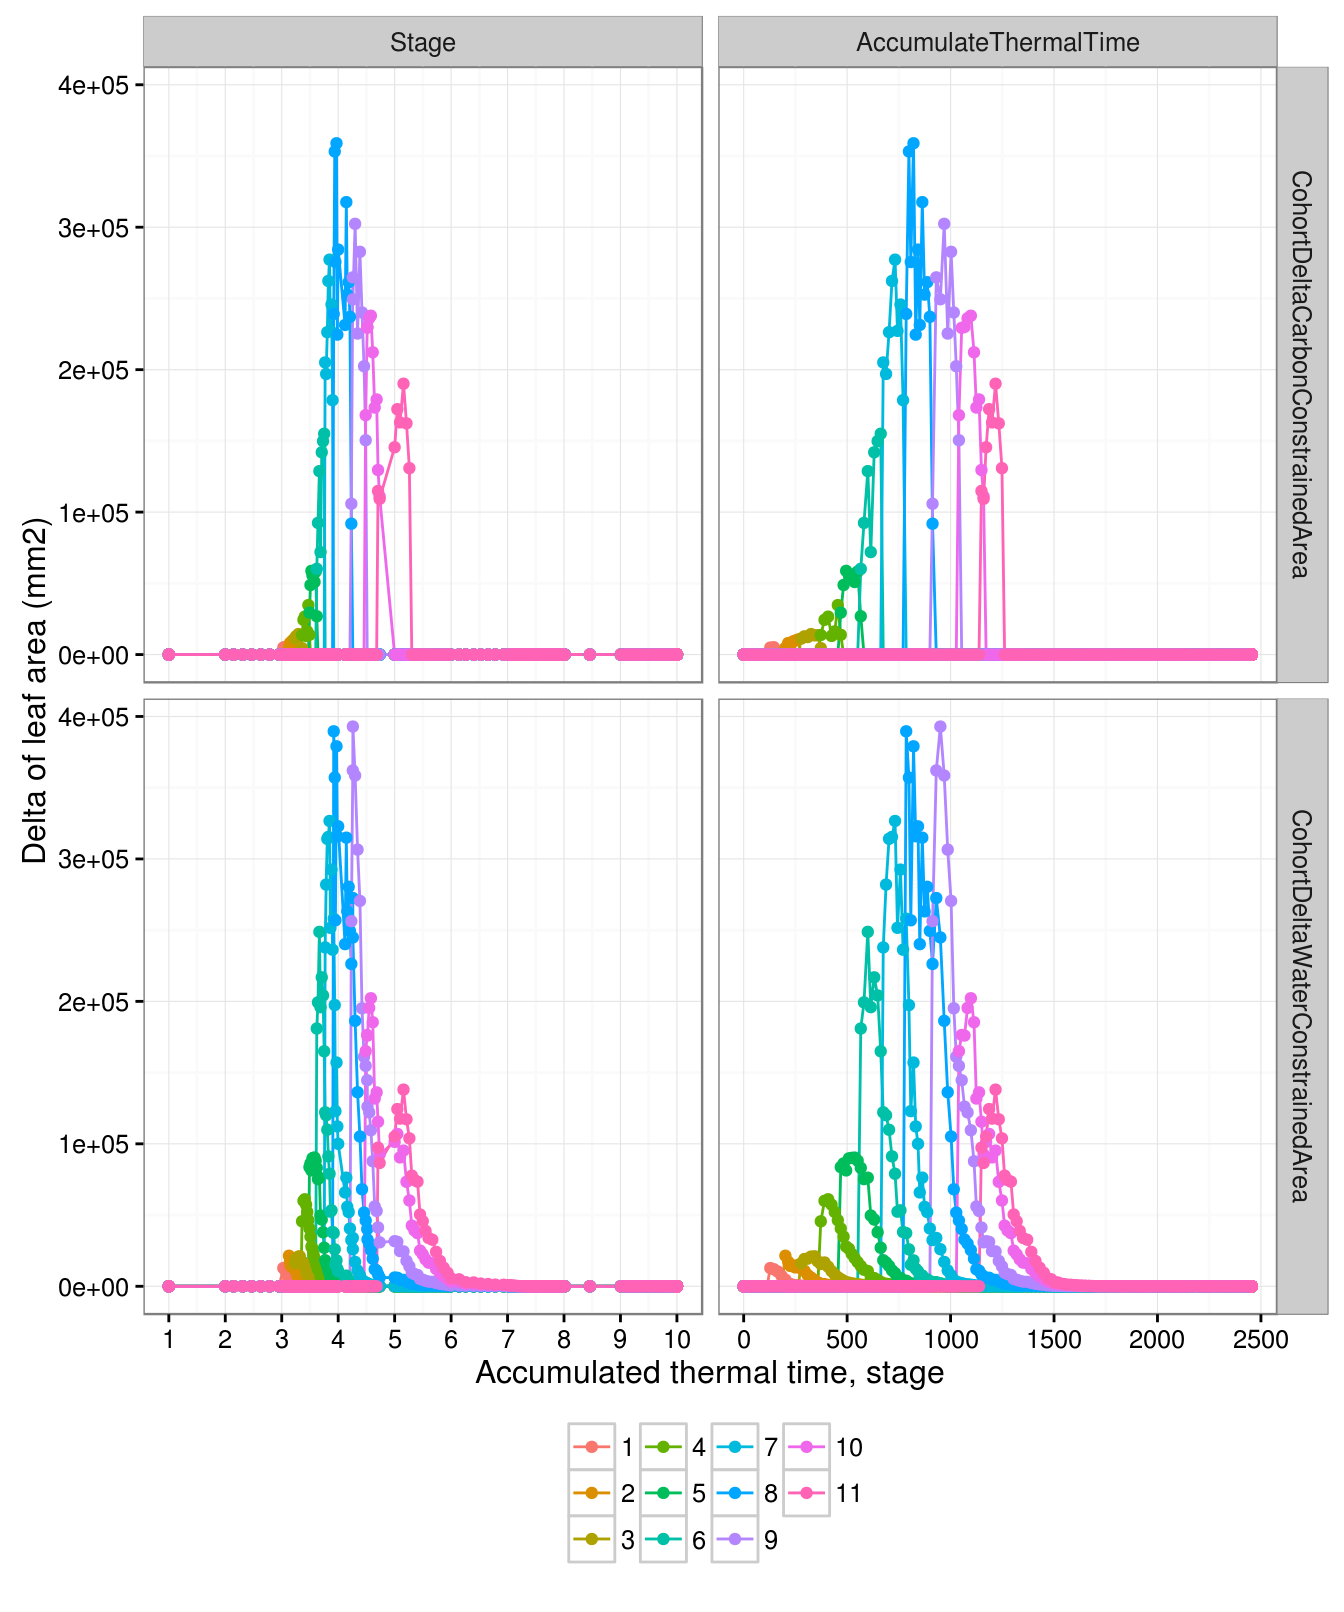 Stage
AccumulateThermalTime
4e+05
3e+05
2e+05
1e+05
0e+00
CohortDeltaCarbonConstrainedArea
Delta of leaf area (mm2)
4e+05
3e+05
2e+05
1e+05
0e+00
CohortDeltaWaterConstrainedArea
1 2 3 4 5 6 7 8 9 10
0 500 1000 1500 2000 2500
Accumulated thermal time, stage
1 4 7 10
2 5 8 11
3 6 9